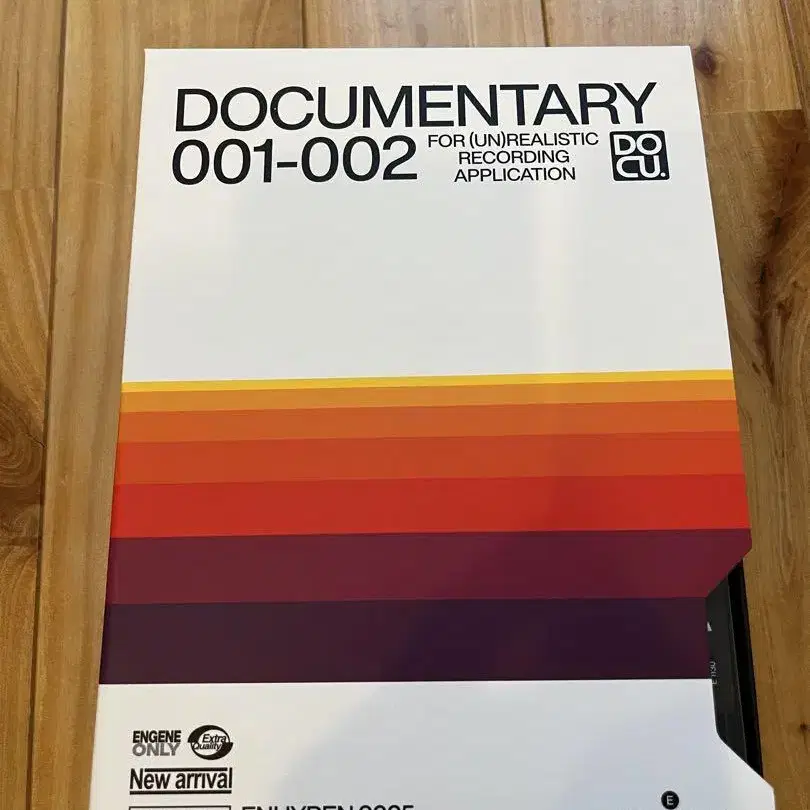 DOCUMENTARY
001-002
FOR (UN)REALISTIC
RECORDING
APPLICATION
DO
CU.
ENGENE
ONLY
Extra
Quality
New arrival
E